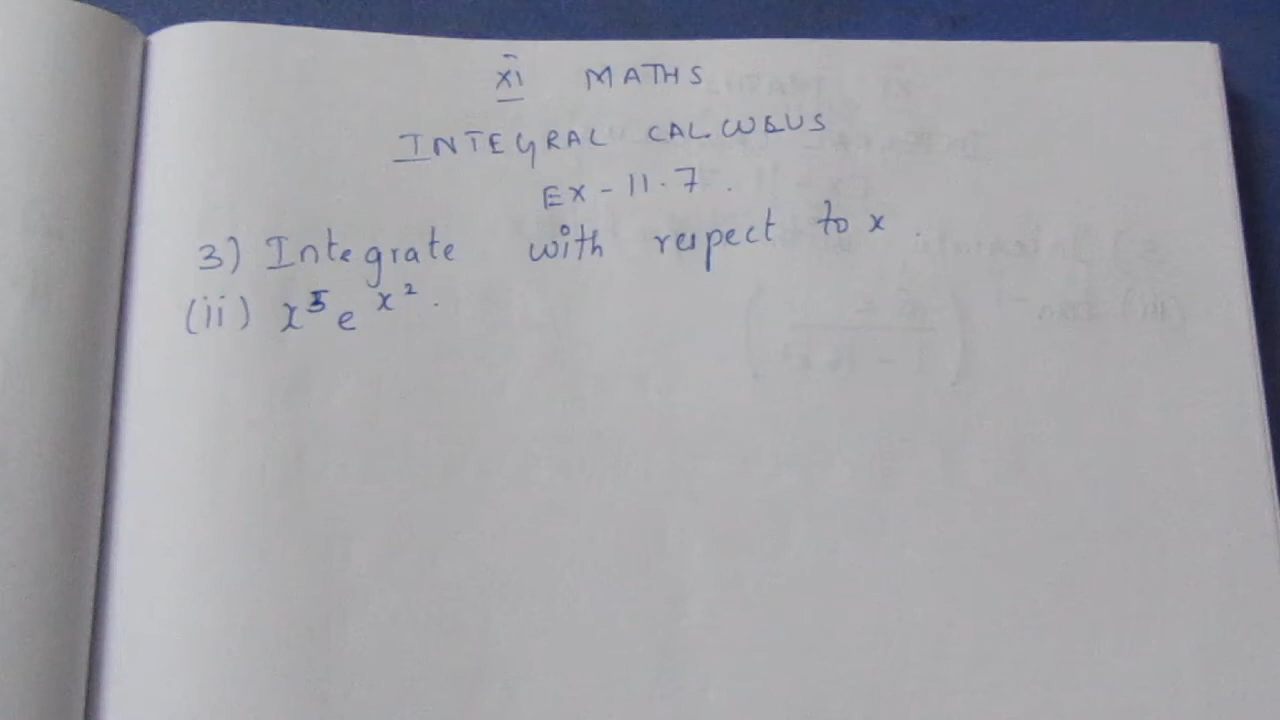 XI MATHS
INTEGRAL CALCULUS
EX - 11.7.
3) Integrate with respect to x.
(ii) x⁵ e^x².